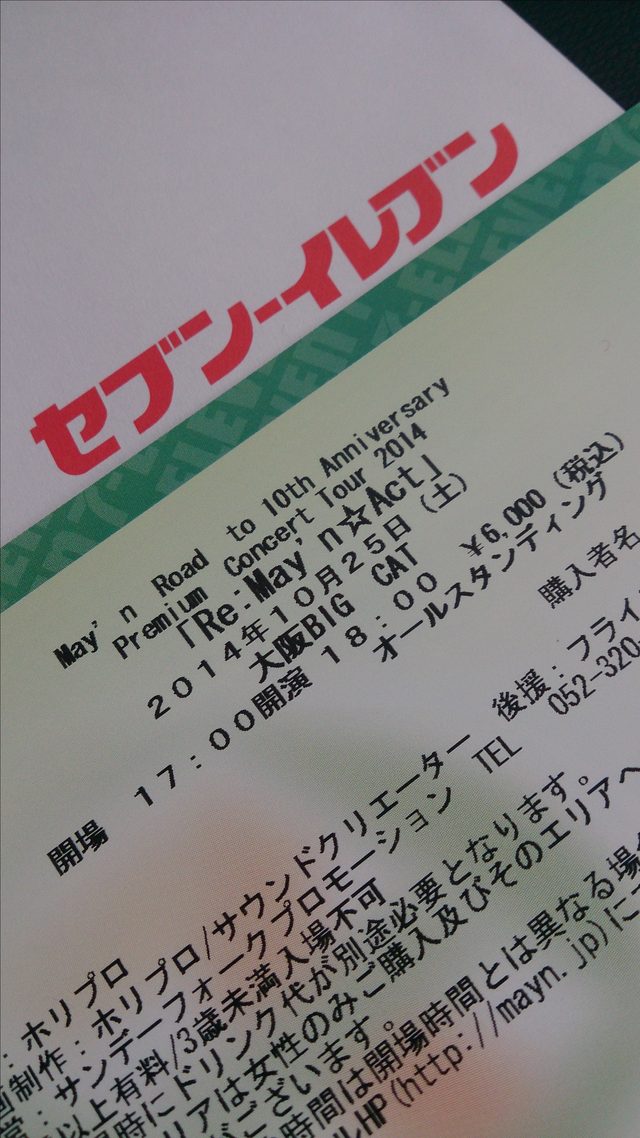 セブン-イレブン
May'n Road to 10th Anniversary
Premium Concert Tour 2014
「Re:May'n☆Act」
2014年10月25日(土)
大阪BIG CAT
開場 17:00開演 18:00 ￥6,000(税込)
オールスタンディング
購入者名
:ホリプロ 後援:フライ
画制作:ホリプロ/サウンドクリエーター
:サンデーフォークプロモーション TEL 052-320-
以上有料/3歳未満入場不可
時にドリンク代が別途必要となります。
リアは女性のみご購入及びそのエリアへ
ございます。
時間は開場時間とは異なる場合
ルHP(http://mayn.jp)に